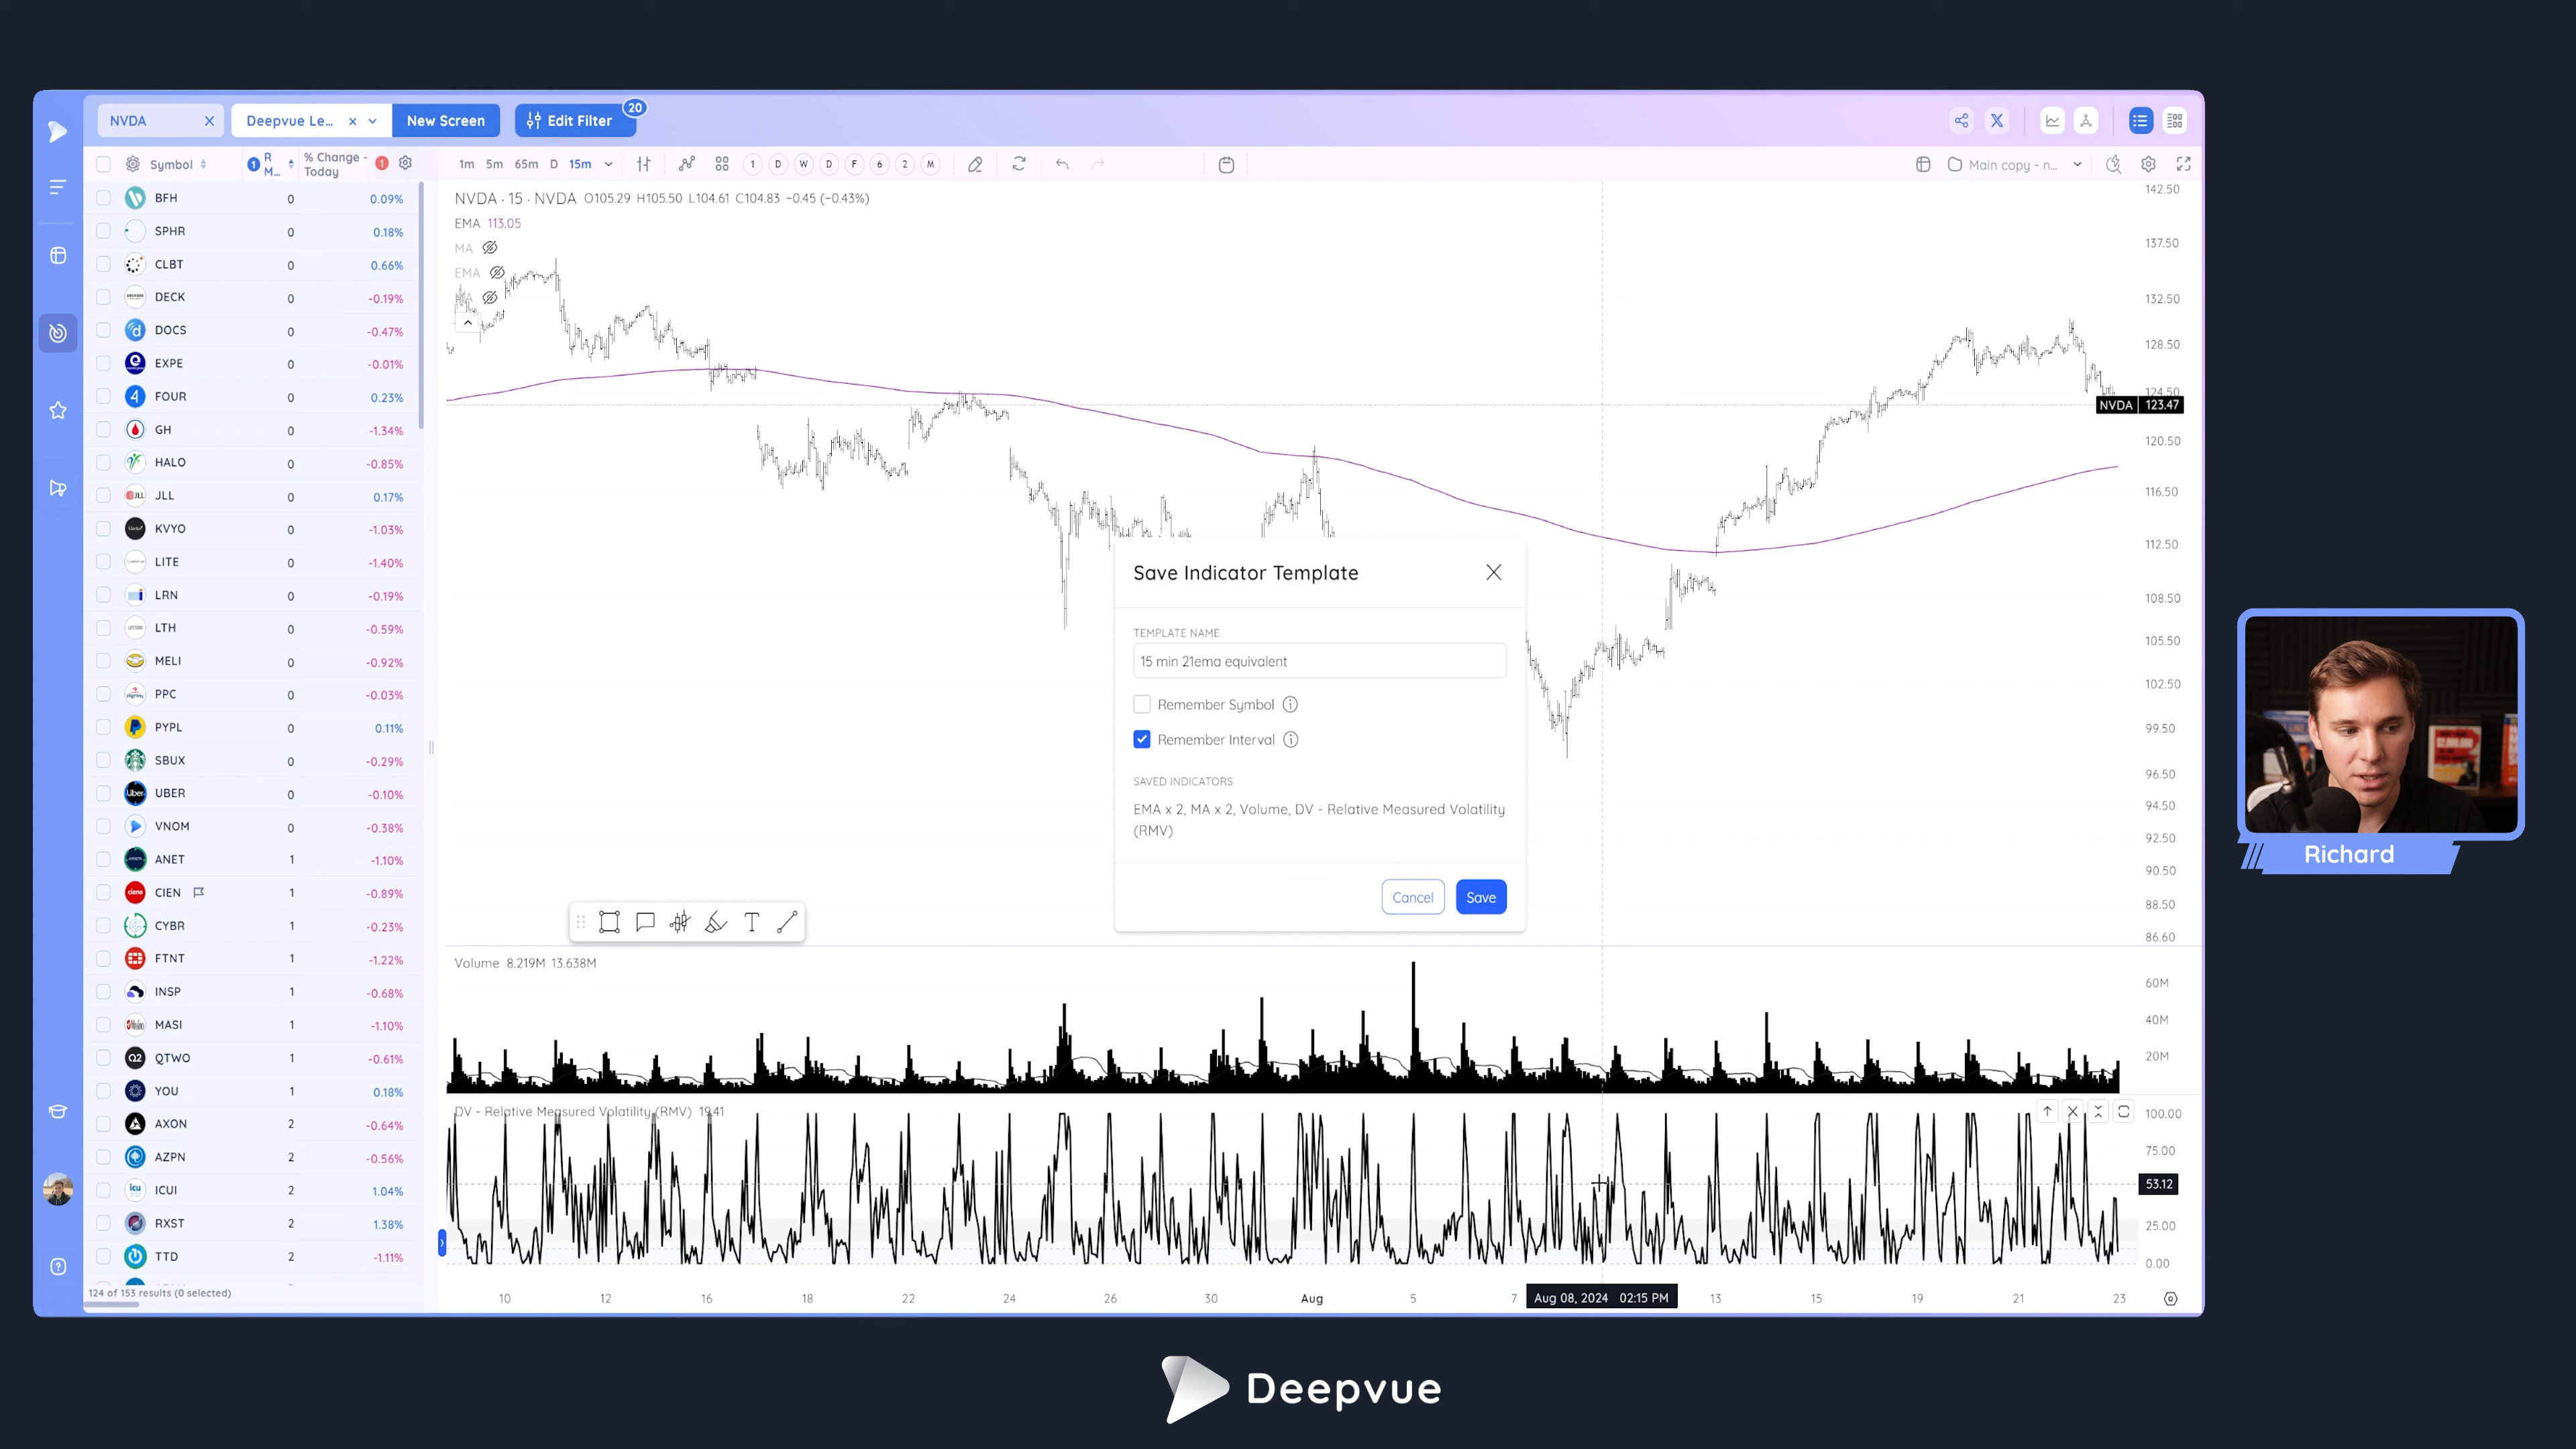 NVDA
Deepvue Le...
New Screen
Edit Filter
20
Symbol
1
R M...
% Change - Today
1
1m 5m 65m D 15m
1 D W D F 6 2 M
Main copy - n...
BFH 0 0.09%
SPHR 0 0.18%
CLBT 0 0.66%
DECK 0 -0.19%
DOCS 0 -0.47%
EXPE 0 -0.01%
FOUR 0 0.23%
GH 0 -1.34%
HALO 0 -0.85%
JLL 0 0.17%
KVYO 0 -1.03%
LITE 0 -1.40%
LRN 0 -0.19%
LTH 0 -0.59%
MELI 0 -0.92%
PPC 0 -0.03%
PYPL 0 0.11%
SBUX 0 -0.29%
UBER 0 -0.10%
VNOM 0 -0.38%
ANET 1 -1.10%
CIEN 1 -0.89%
CYBR 1 -0.23%
FTNT 1 -1.22%
INSP 1 -0.68%
MASI 1 -1.10%
QTWO 1 -0.61%
YOU 1 0.18%
AXON 2 -0.64%
AZPN 2 -0.56%
ICUI 2 1.04%
RXST 2 1.38%
TTD 2 -1.11%
124 of 153 results (0 selected)
NVDA · 15 · NVDA O105.29 H105.50 L104.61 C104.83 −0.45 (−0.43%)
EMA 113.05
MA
EMA
142.50
137.50
132.50
128.50
124.50
NVDA 123.47
120.50
116.50
112.50
108.50
105.50
102.50
99.50
96.50
94.50
92.50
90.50
88.50
86.60
Save Indicator Template
TEMPLATE NAME
15 min 21ema equivalent
Remember Symbol
Remember Interval
SAVED INDICATORS
EMA x 2, MA x 2, Volume, DV - Relative Measured Volatility
(RMV)
Cancel
Save
Volume 8.219M 13.638M
60M
40M
20M
DV - Relative Measured Volatility (RMV) 19.41
100.00
75.00
53.12
25.00
0.00
10 12 16 18 22 24 26 30 Aug 5 7 Aug 08, 2024 02:15 PM 13 15 19 21 23
Richard
Deepvue